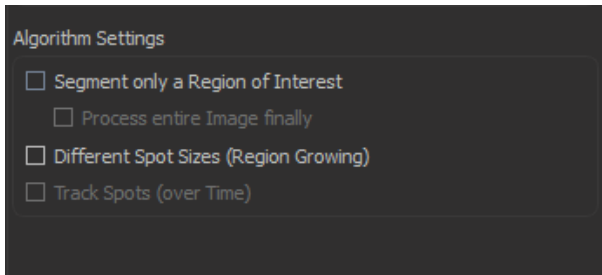 Algorithm Settings
Segment only a Region of Interest
Process entire Image finally
Different Spot Sizes (Region Growing)
Track Spots (over Time)